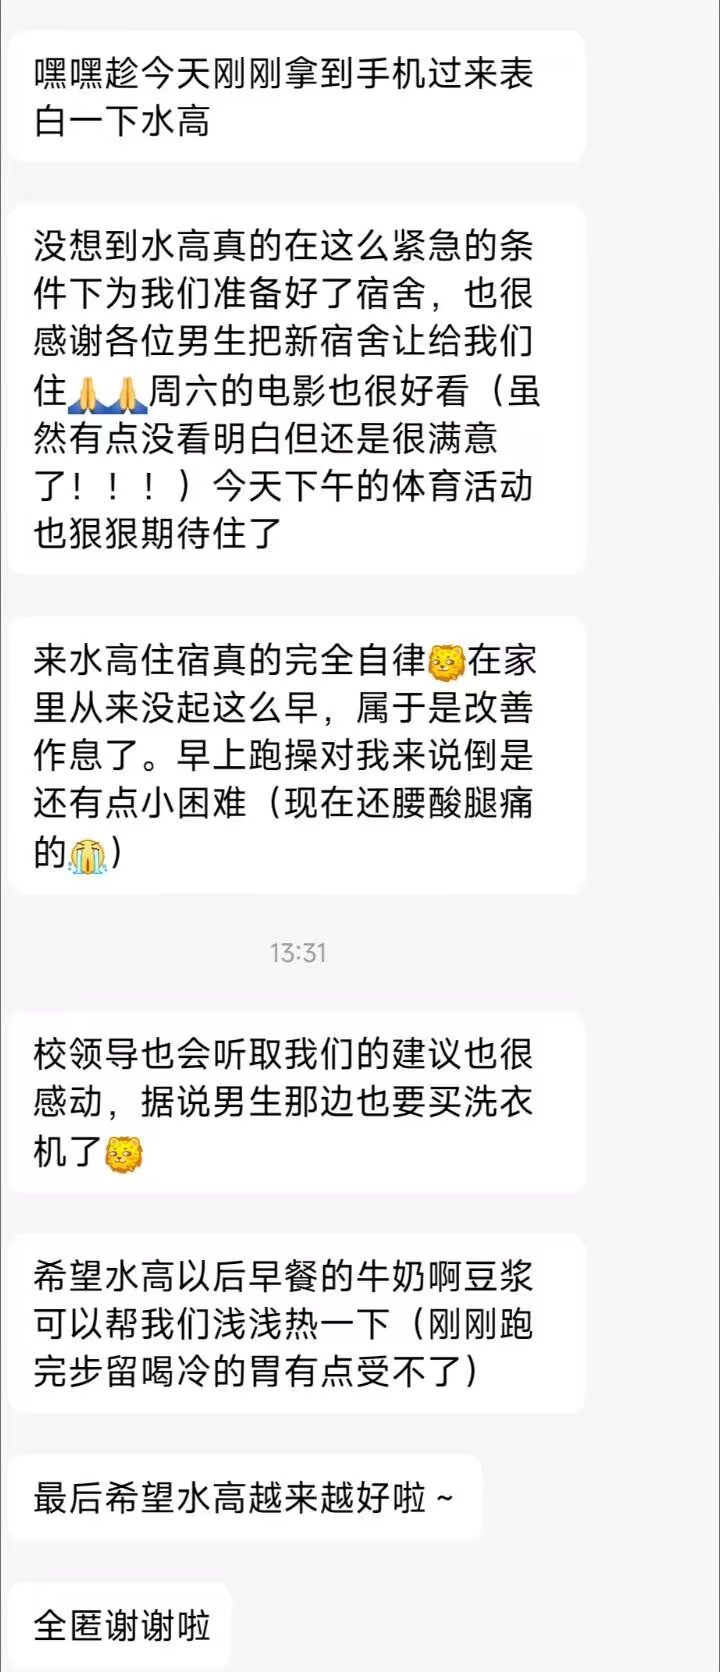 嘿嘿趁今天刚刚拿到手机过来表
白一下水高
没想到水高真的在这么紧急的条
件下为我们准备好了宿舍，也很
感谢各位男生把新宿舍让给我们
住🙏🙏周六的电影也很好看（虽
然有点没看明白但还是很满意
了！！！）今天下午的体育活动
也狠狠期待住了
来水高住宿真的完全自律🦁在家
里从来没起这么早，属于是改善
作息了。早上跑操对我来说倒是
还有点小困难（现在还腰酸腿痛
的😭）
13:31
校领导也会听取我们的建议也很
感动，据说男生那边也要买洗衣
机了🦁
希望水高以后早餐的牛奶啊豆浆
可以帮我们浅浅热一下（刚刚跑
完步留喝冷的胃有点受不了）
最后希望水高越来越好啦~
全匿谢谢啦